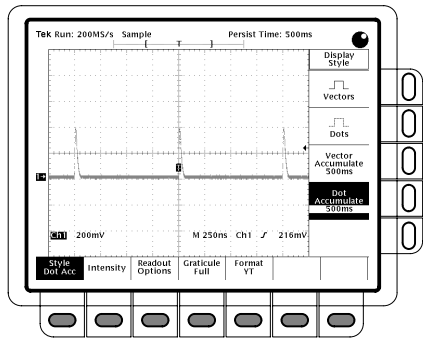 Tek Run: 200MS/s Sample Persist Time: 500ms
[ T ]
Display
Style
Vectors
Dots
Vector
Accumulate
500ms
Dot
Accumulate
500ms
T
1
Ch1 200mV M 250ns Ch1 216mV
Style
Dot Acc
Intensity
Readout
Options
Graticule
Full
Format
YT